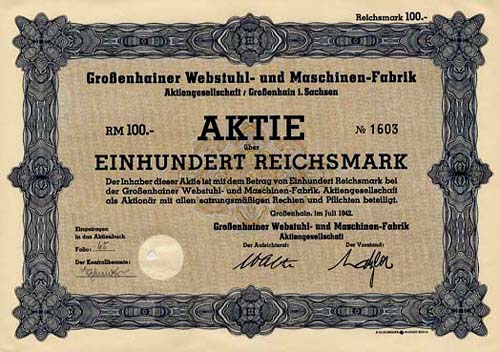 Reichsmark 100.-
Großenhainer Webstuhl- und Maschinen-Fabrik
Aktiengesellschaft / Großenhain i. Sachsen
RM 100.- AKTIE № 1603
über
EINHUNDERT REICHSMARK
Der Inhaber dieser Aktie ist mit dem Betrag von Einhundert Reichsmark bei
der Großenhainer Webstuhl- und Maschinen-Fabrik, Aktiengesellschaft
als Aktionär mit allen satzungsmäßigen Rechten und Pflichten beteiligt.
Großenhain, im Juli 1942.
Eingetragen
in das Aktienbuch
Folio: 65
Der Kontrollbeamte:
Großenhainer Webstuhl- und Maschinen-Fabrik
Aktiengesellschaft
Der Aufsichtsrat: Der Vorstand: